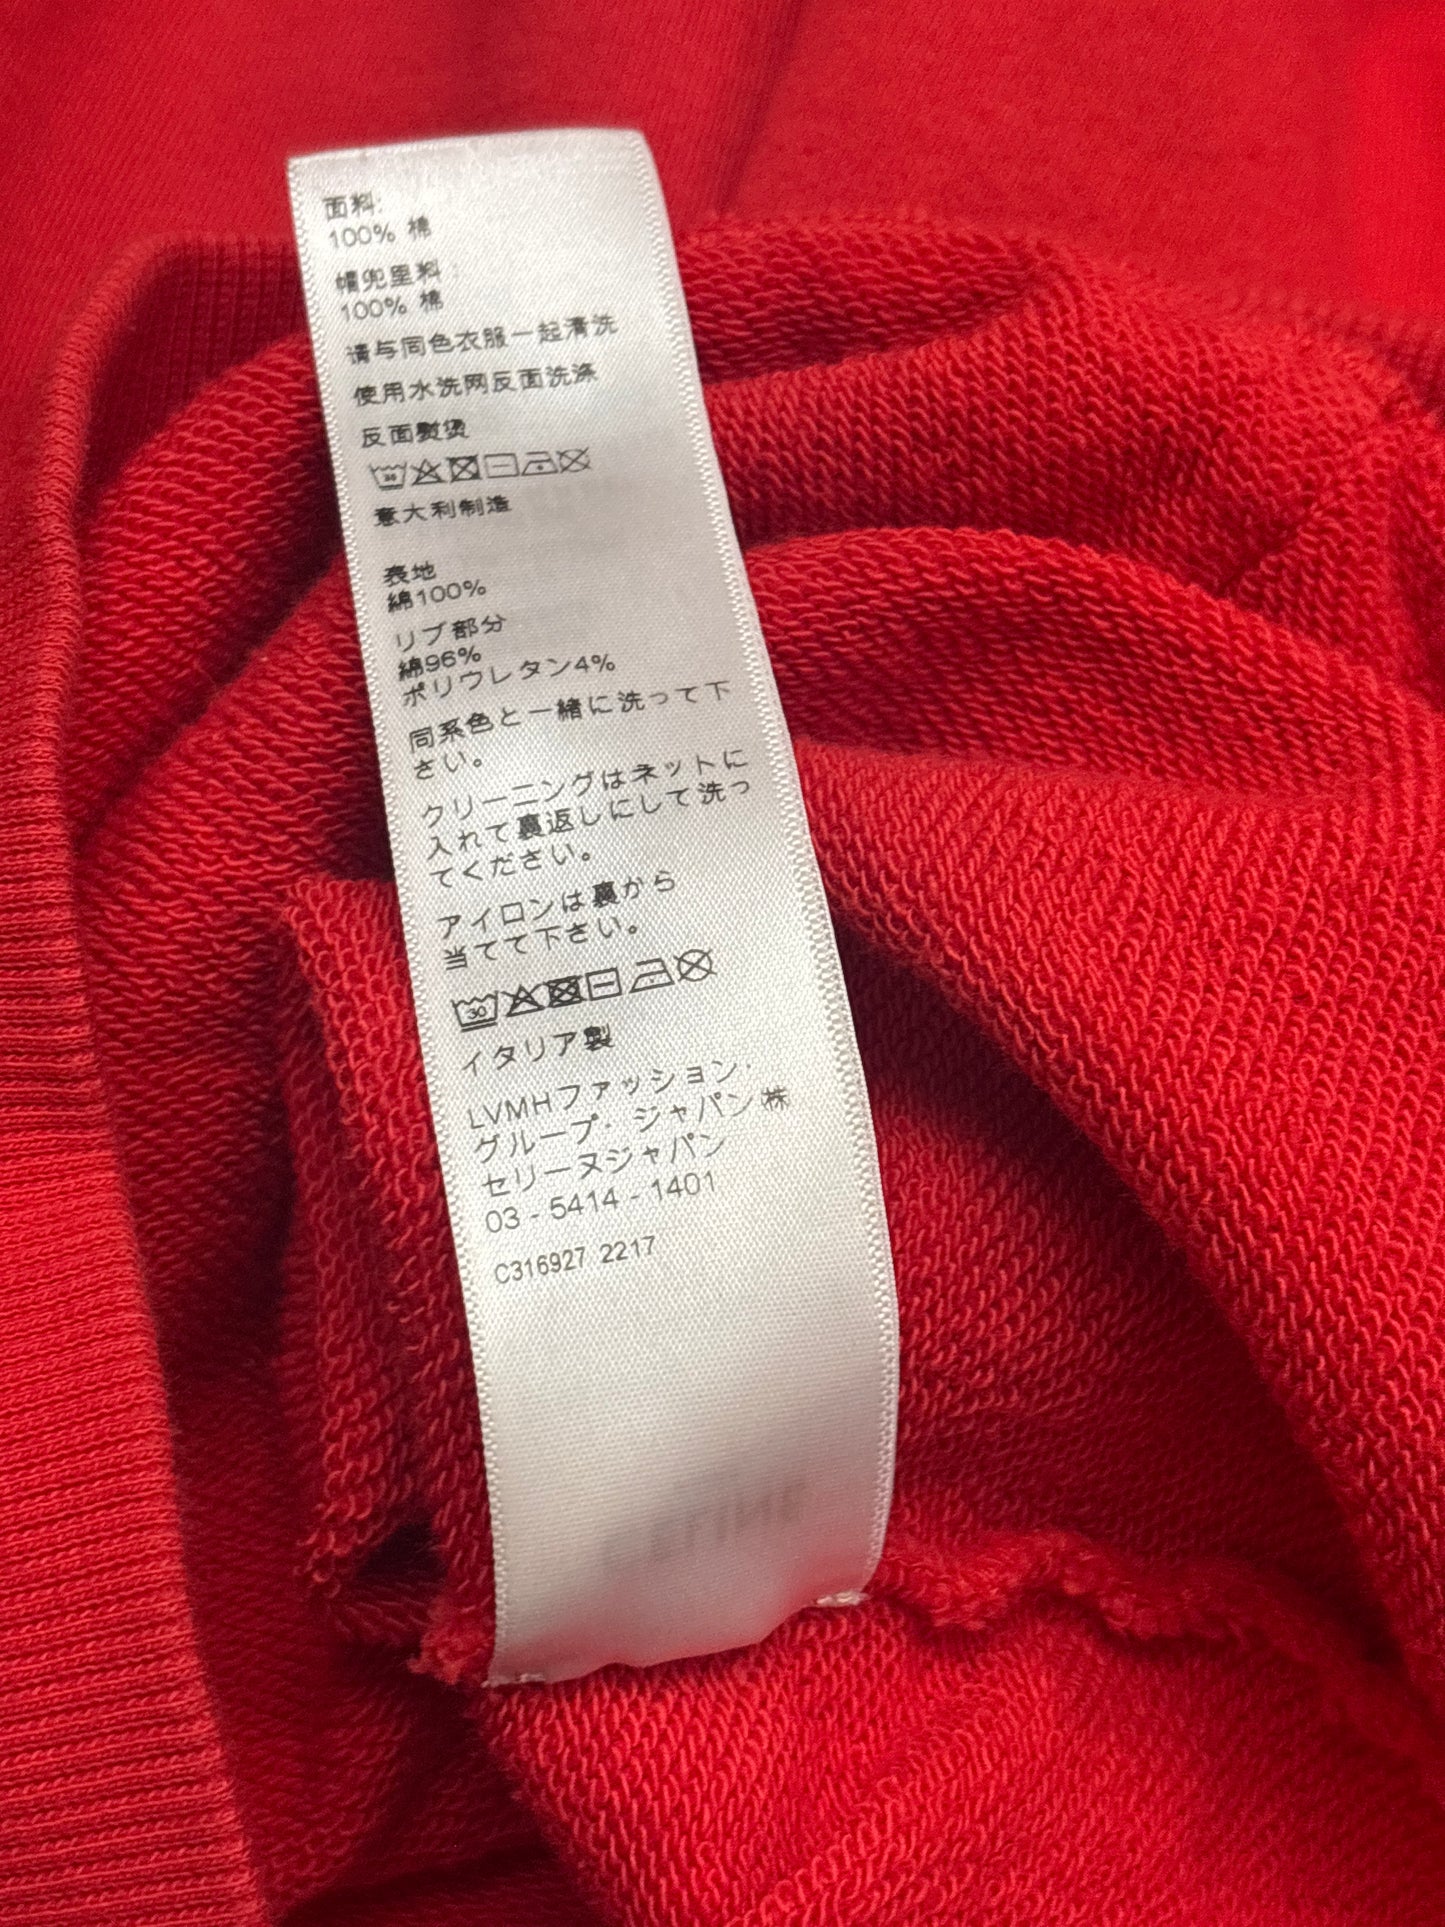 面料:
100% 棉
帽兜里料:
100% 棉
请与同色衣服一起清洗
使用水洗网反面洗涤
反面熨烫
30
意大利制造
表地
綿100%
リブ部分
綿96%
ポリウレタン4%
同系色と一緒に洗って下
さい。
クリーニングはネットに
入れて裏返しにして洗っ
てください。
アイロンは裏から
当てて下さい。
30
イタリア製
LVMHファッション・
グループ・ジャパン㈱
セリーヌジャパン
03 - 5414 - 1401
C316927 2217